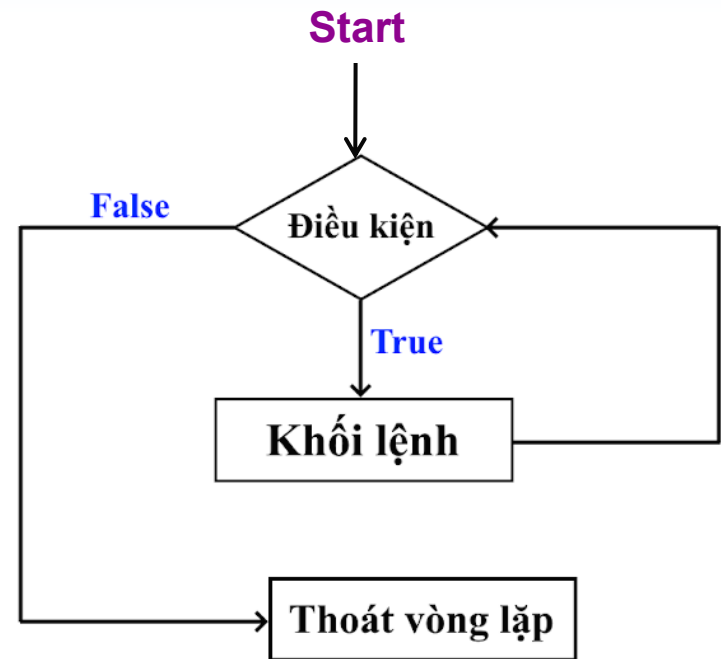 Start
False
Điều kiện
True
Khối lệnh
Thoát vòng lặp